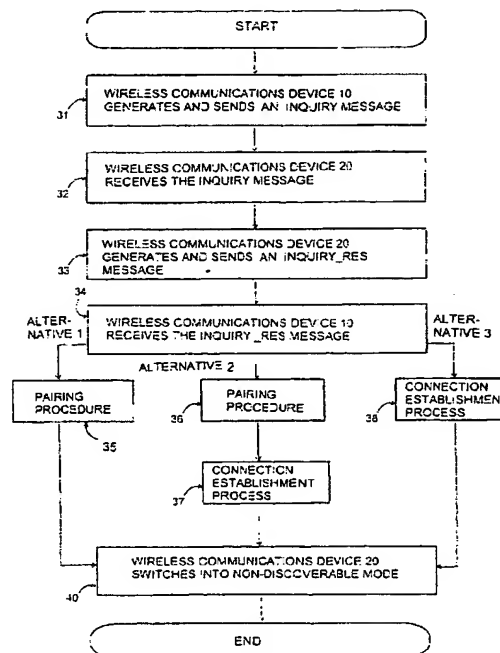 START
WIRELESS COMMUNICATIONS DEVICE 10
GENERATES AND SENDS AN INQUIRY MESSAGE
31
WIRELESS COMMUNICATIONS DEVICE 20
RECEIVES THE INQUIRY MESSAGE
32
WIRELESS COMMUNICATIONS DEVICE 20
GENERATES AND SENDS AN INQUIRY_RES
MESSAGE
33
34
WIRELESS COMMUNICATIONS DEVICE 10
RECEIVES THE INQUIRY_RES MESSAGE
ALTER-
NATIVE 1
ALTERNATIVE 2
ALTER-
NATIVE 3
PAIRING
PROCEDURE
35
PAIRING
PROCEDURE
36
CONNECTION
ESTABLISHMENT
PROCESS
38
CONNECTION
ESTABLISHMENT
PROCESS
37
WIRELESS COMMUNICATIONS DEVICE 20
SWITCHES INTO NON-DISCOVERABLE MODE
40
END